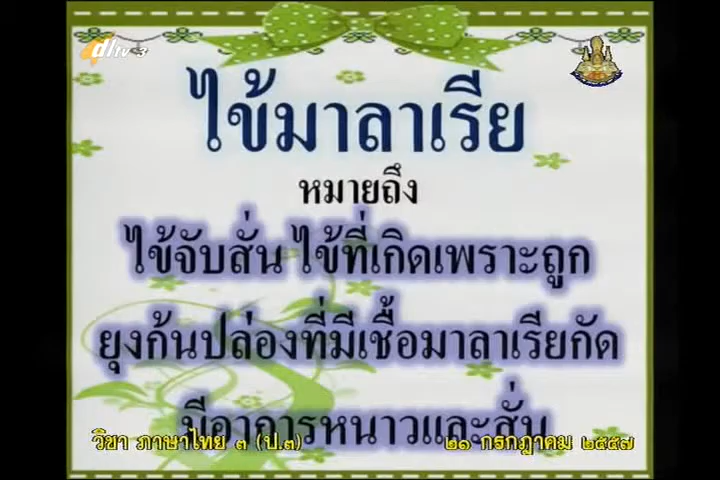 dltv-3
ไข้มาลาเรีย
หมายถึง
ไข้จับสั่น ไข้ที่เกิดเพราะถูก
ยุงก้นปล่องที่มีเชื้อมาลาเรียกัด
มีอาการหนาวและสั่น
วิชา ภาษาไทย ๓ (ป.๓)
๒๑ กรกฎาคม ๒๕๕๗